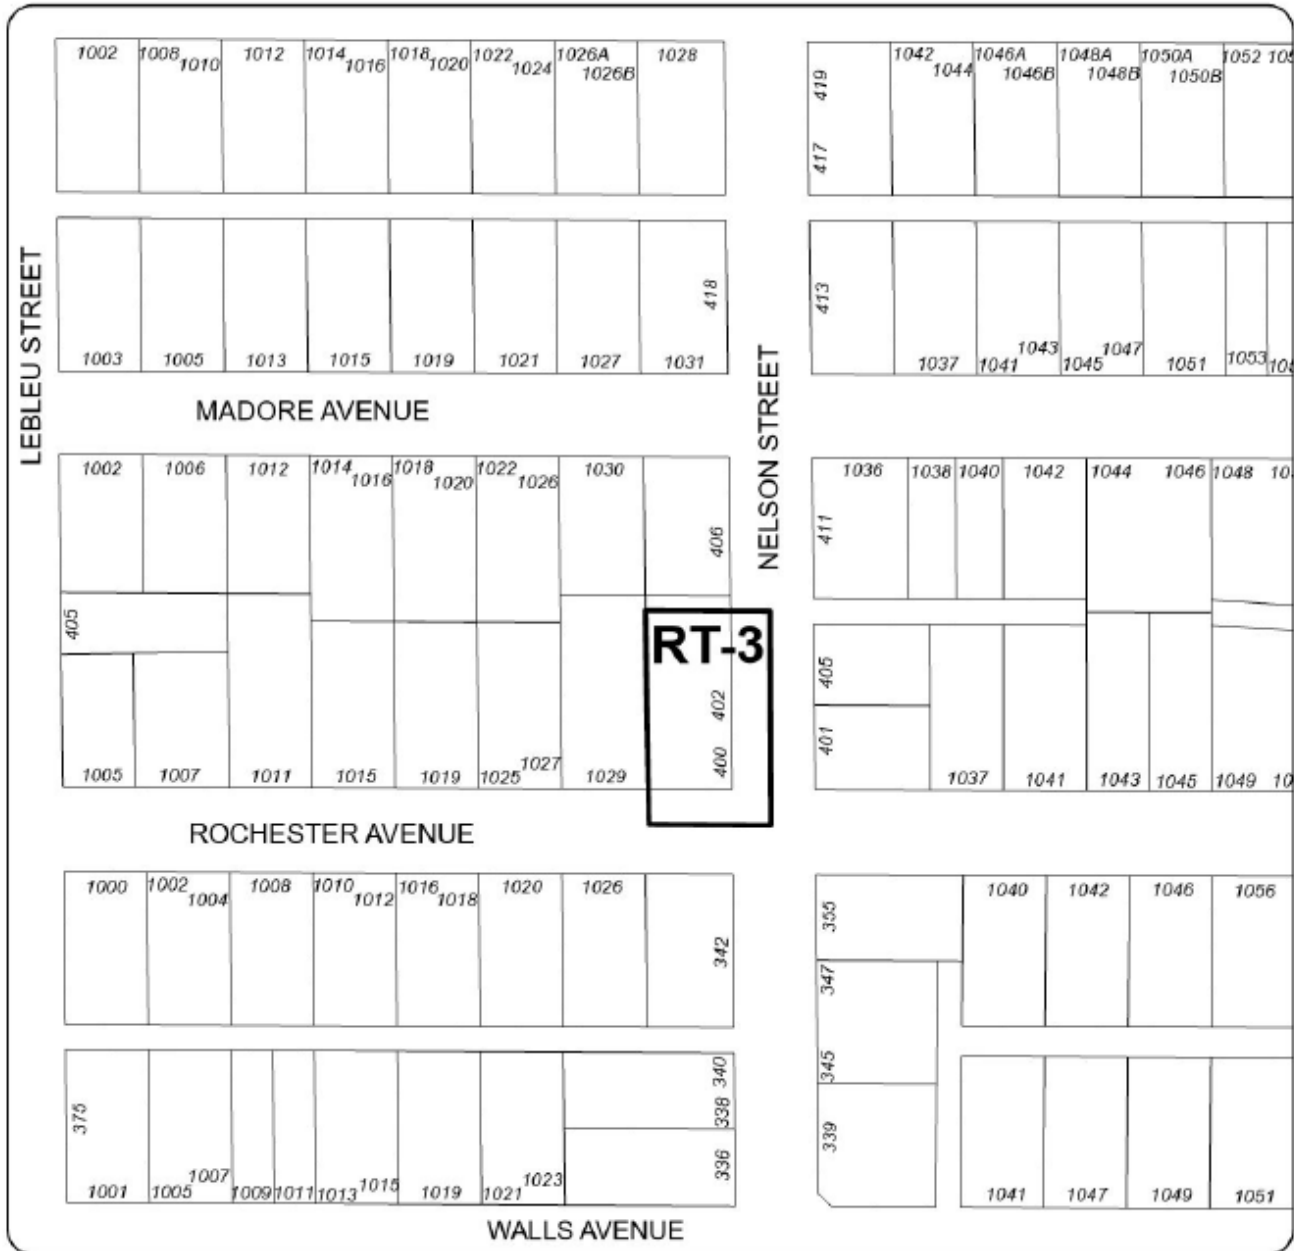 1002 1008 1010 1012 1014 1016 1018 1020 1022 1024 1026A 1026B 1028
419 1042 1044 1046A 1046B 1048A 1048B 1050A 1050B 1052
417
LEBLEU STREET
418
413
1003 1005 1013 1015 1019 1021 1027 1031
1037 1041 1043 1045 1047 1051 1053
MADORE AVENUE
NELSON STREET
1002 1006 1012 1014 1016 1018 1020 1022 1026 1030
1036 1038 1040 1042 1044 1046 1048
406
411
405
RT-3
402
400
405
401
1005 1007 1011 1015 1019 1025 1027 1029
1037 1041 1043 1045 1049
ROCHESTER AVENUE
1000 1002 1004 1008 1010 1012 1016 1018 1020 1026
342
355 1040 1042 1046 1056
347
345
339
375
340
338
336
1001 1005 1007 1009 1011 1013 1015 1019 1021 1023
1041 1047 1049 1051
WALLS AVENUE